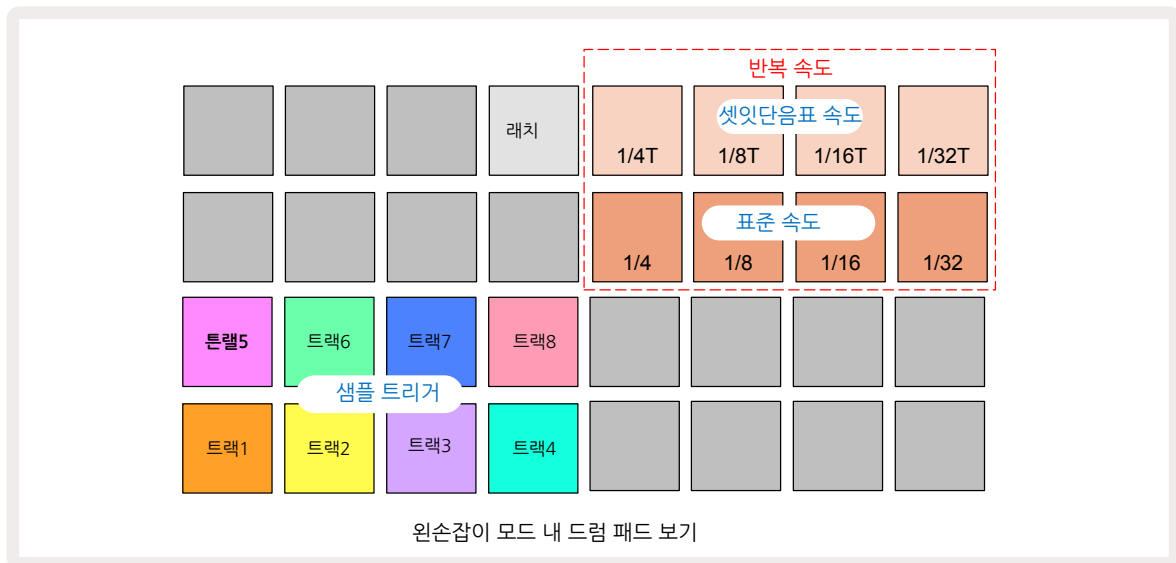 반복 속도
셋잇단음표 속도
래치
1/4T 1/8T 1/16T 1/32T
표준 속도
1/4 1/8 1/16 1/32
튼랠5 트랙6 트랙7 트랙8
샘플 트리거
트랙1 트랙2 트랙3 트랙4
왼손잡이 모드 내 드럼 패드 보기